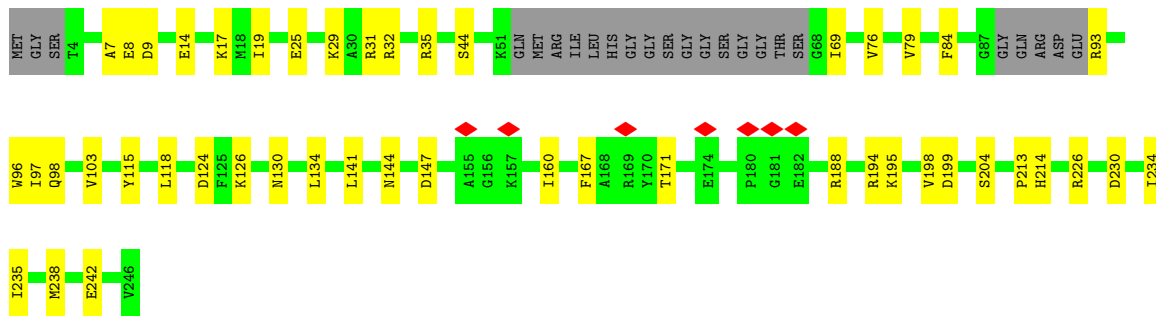 MET GLY SER T4 A7 E8 D9 E14 K17 M18 I19 E25 K29 A30 R31 R32 R35 S44 K51 GLN MET ARG ILE LEU HIS GLY GLY SER GLY GLY SER GLY GLY THR SER G68 I69 V76 V79 F84 G87 GLY GLN ARG ASP GLU R93
W96 I97 Q98 V103 Y115 L118 D124 F125 K126 N130 L134 L141 N144 D147 A155 G156 K157 I160 F167 A168 R169 Y170 T171 E174 P180 G181 E182 R188 R194 K195 V198 D199 S204 P213 H214 R226 D230 I234
I235 M238 E242 V246